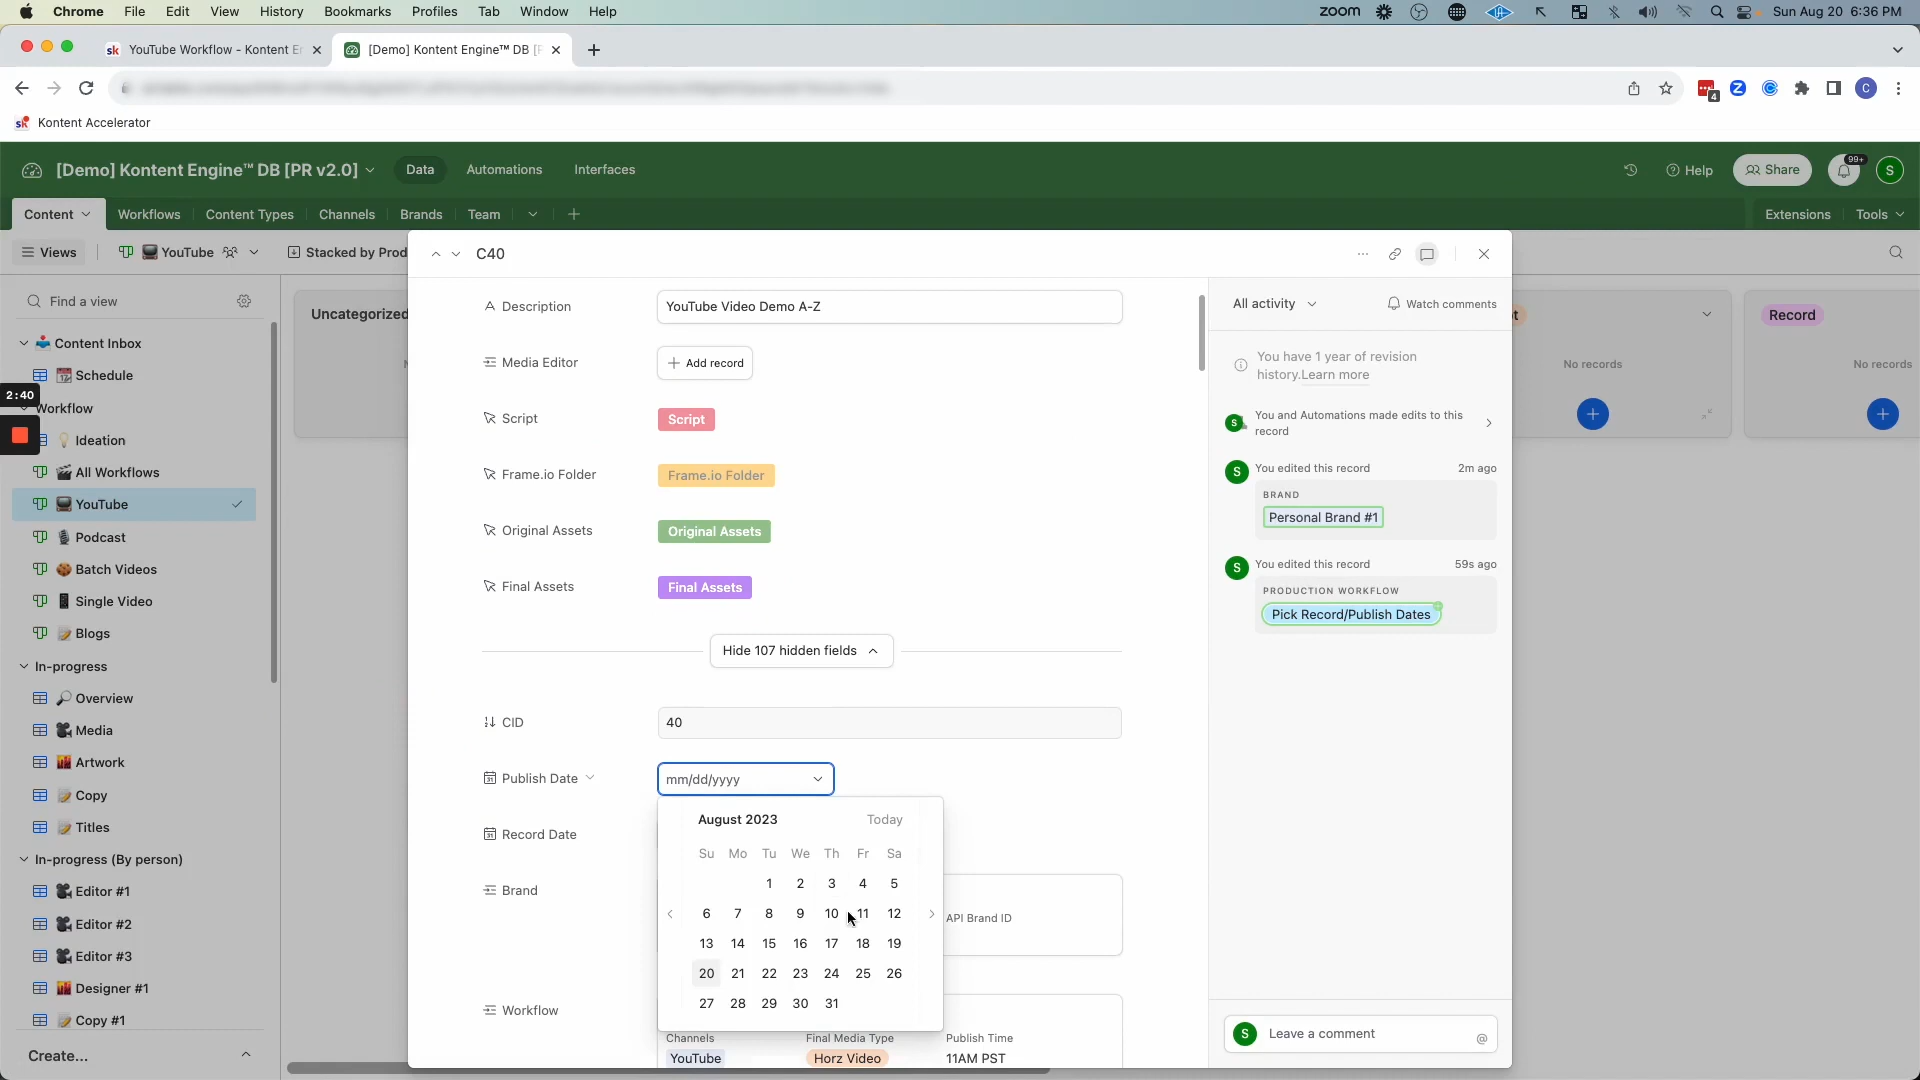 Chrome File Edit View History Bookmarks Profiles Tab Window Help
zoom Sun Aug 20 6:36 PM
YouTube Workflow - Kontent Er
[Demo] Kontent Engine™ DB [F
4
C
Kontent Accelerator
[Demo] Kontent Engine™ DB [PR v2.0]
Data Automations Interfaces
Help Share 99+ S
Content Workflows Content Types Channels Brands Team
Extensions Tools
Views YouTube Stacked by Prod
C40
Find a view
Content Inbox
Schedule
2:40
Workflow
Ideation
All Workflows
YouTube
Podcast
Batch Videos
Single Video
Blogs
In-progress
Overview
Media
Artwork
Copy
Titles
In-progress (By person)
Editor #1
Editor #2
Editor #3
Designer #1
Copy #1
Create...
Uncategorized
Description YouTube Video Demo A-Z
Media Editor Add record
Script Script
Frame.io Folder Frame.io Folder
Original Assets Original Assets
Final Assets Final Assets
Hide 107 hidden fields
CID 40
Publish Date mm/dd/yyyy
Record Date
August 2023 Today
Su Mo Tu We Th Fr Sa
1 2 3 4 5
6 7 8 9 10 11 12
13 14 15 16 17 18 19
20 21 22 23 24 25 26
27 28 29 30 31
Brand
API Brand ID
Workflow
Channels Final Media Type Publish Time
YouTube Horz Video 11AM PST
All activity Watch comments
You have 1 year of revision
history.Learn more
S You and Automations made edits to this
record
S You edited this record 2m ago
BRAND
Personal Brand #1
S You edited this record 59s ago
PRODUCTION WORKFLOW
Pick Record/Publish Dates
S Leave a comment @
Record
No records
No records